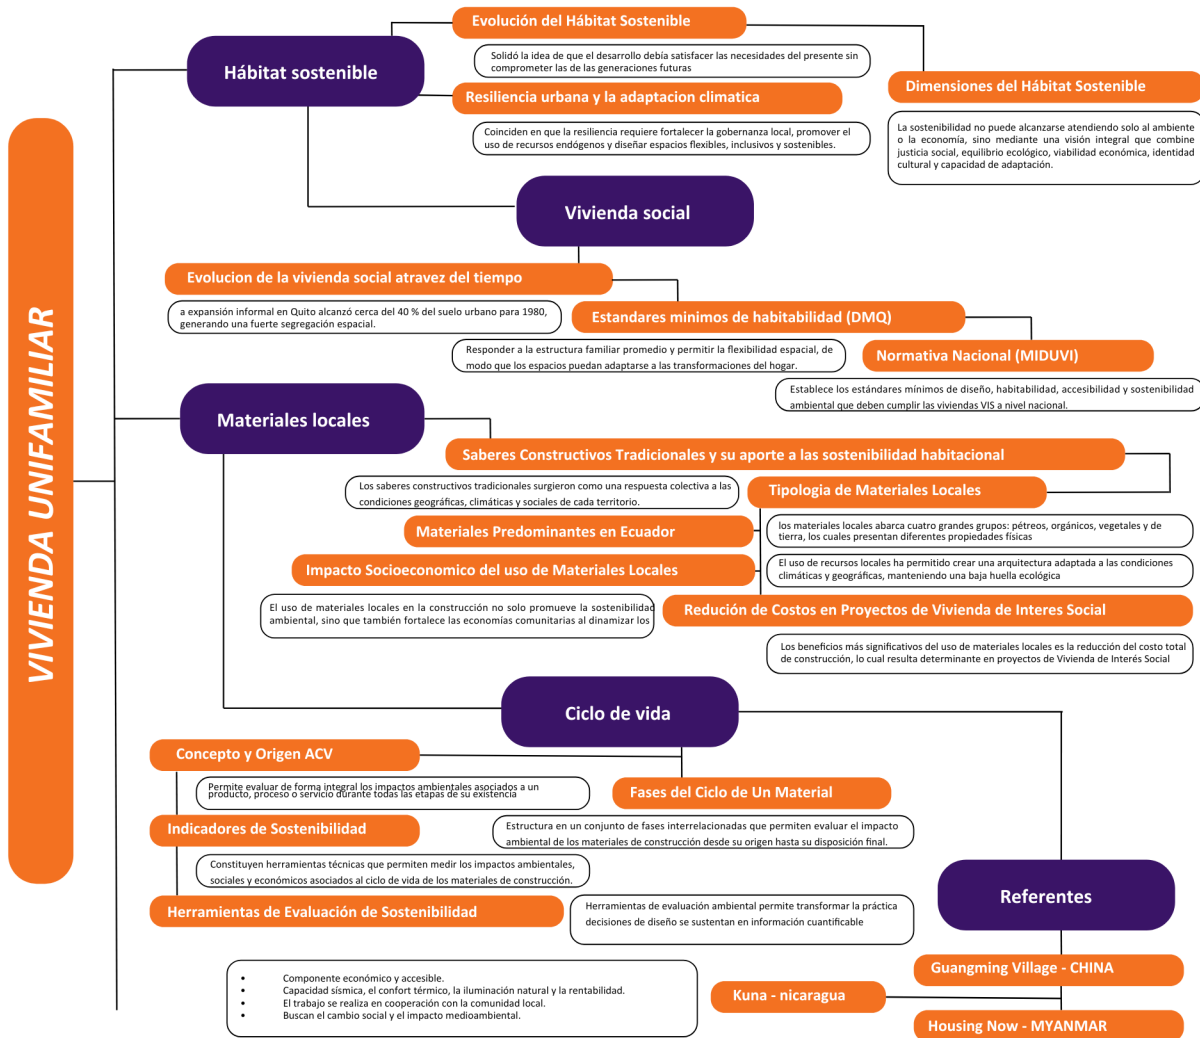 VIVIENDA UNIFAMILIAR
Hábitat sostenible
Evolución del Hábitat Sostenible
Solidó la idea de que el desarrollo debía satisfacer las necesidades del presente sin
comprometer las de las generaciones futuras
Resiliencia urbana y la adaptacion climatica
Coinciden en que la resiliencia requiere fortalecer la gobernanza local, promover el
uso de recursos endógenos y diseñar espacios flexibles, inclusivos y sostenibles.
Dimensiones del Hábitat Sostenible
La sostenibilidad no puede alcanzarse atendiendo solo al ambiente
o la economía, sino mediante una visión integral que combine
justicia social, equilibrio ecológico, viabilidad económica, identidad
cultural y capacidad de adaptación.
Vivienda social
Evolucion de la vivienda social atravez del tiempo
a expansión informal en Quito alcanzó cerca del 40 % del suelo urbano para 1980,
generando una fuerte segregación espacial.
Estandares minimos de habitabilidad (DMQ)
Responder a la estructura familiar promedio y permitir la flexibilidad espacial, de
modo que los espacios puedan adaptarse a las transformaciones del hogar.
Normativa Nacional (MIDUVI)
Establece los estándares mínimos de diseño, habitabilidad, accesibilidad y sostenibilidad
ambiental que deben cumplir las viviendas VIS a nivel nacional.
Materiales locales
Saberes Constructivos Tradicionales y su aporte a las sostenibilidad habitacional
Los saberes constructivos tradicionales surgieron como una respuesta colectiva a las
condiciones geográficas, climáticas y sociales de cada territorio.
Tipologia de Materiales Locales
los materiales locales abarca cuatro grandes grupos: pétreos, orgánicos, vegetales y de
tierra, los cuales presentan diferentes propiedades físicas
Materiales Predominantes en Ecuador
El uso de recursos locales ha permitido crear una arquitectura adaptada a las condiciones
climáticas y geográficas, manteniendo una baja huella ecológica
Impacto Socioeconomico del uso de Materiales Locales
El uso de materiales locales en la construcción no solo promueve la sostenibilidad
ambiental, sino que también fortalece las economías comunitarias al dinamizar los
Redución de Costos en Proyectos de Vivienda de Interes Social
Los beneficios más significativos del uso de materiales locales es la reducción del costo total
de construcción, lo cual resulta determinante en proyectos de Vivienda de Interés Social
Ciclo de vida
Concepto y Origen ACV
Permite evaluar de forma integral los impactos ambientales asociados a un
producto, proceso o servicio durante todas las etapas de su existencia
Fases del Ciclo de Un Material
Estructura en un conjunto de fases interrelacionadas que permiten evaluar el impacto
ambiental de los materiales de construcción desde su origen hasta su disposición final.
Indicadores de Sostenibilidad
Constituyen herramientas técnicas que permiten medir los impactos ambientales,
sociales y económicos asociados al ciclo de vida de los materiales de construcción.
Herramientas de Evaluación de Sostenibilidad
Herramientas de evaluación ambiental permite transformar la práctica
decisiones de diseño se sustentan en información cuantificable
Referentes
Guangming Village - CHINA
Kuna - nicaragua
Housing Now - MYANMAR
• Componente económico y accesible.
• Capacidad sísmica, el confort térmico, la iluminación natural y la rentabilidad.
• El trabajo se realiza en cooperación con la comunidad local.
• Buscan el cambio social y el impacto medioambiental.